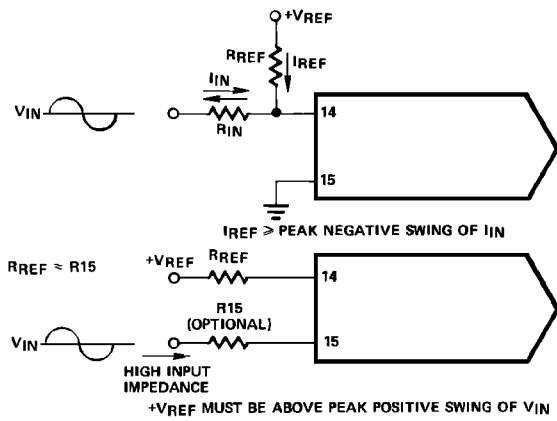 +VREF
RREF
IREF
IIN
VIN
RIN
14
15
IREF ≥ PEAK NEGATIVE SWING OF IIN
RREF ≈ R15
+VREF
RREF
14
R15
(OPTIONAL)
VIN
15
HIGH INPUT
IMPEDANCE
+VREF MUST BE ABOVE PEAK POSITIVE SWING OF VIN